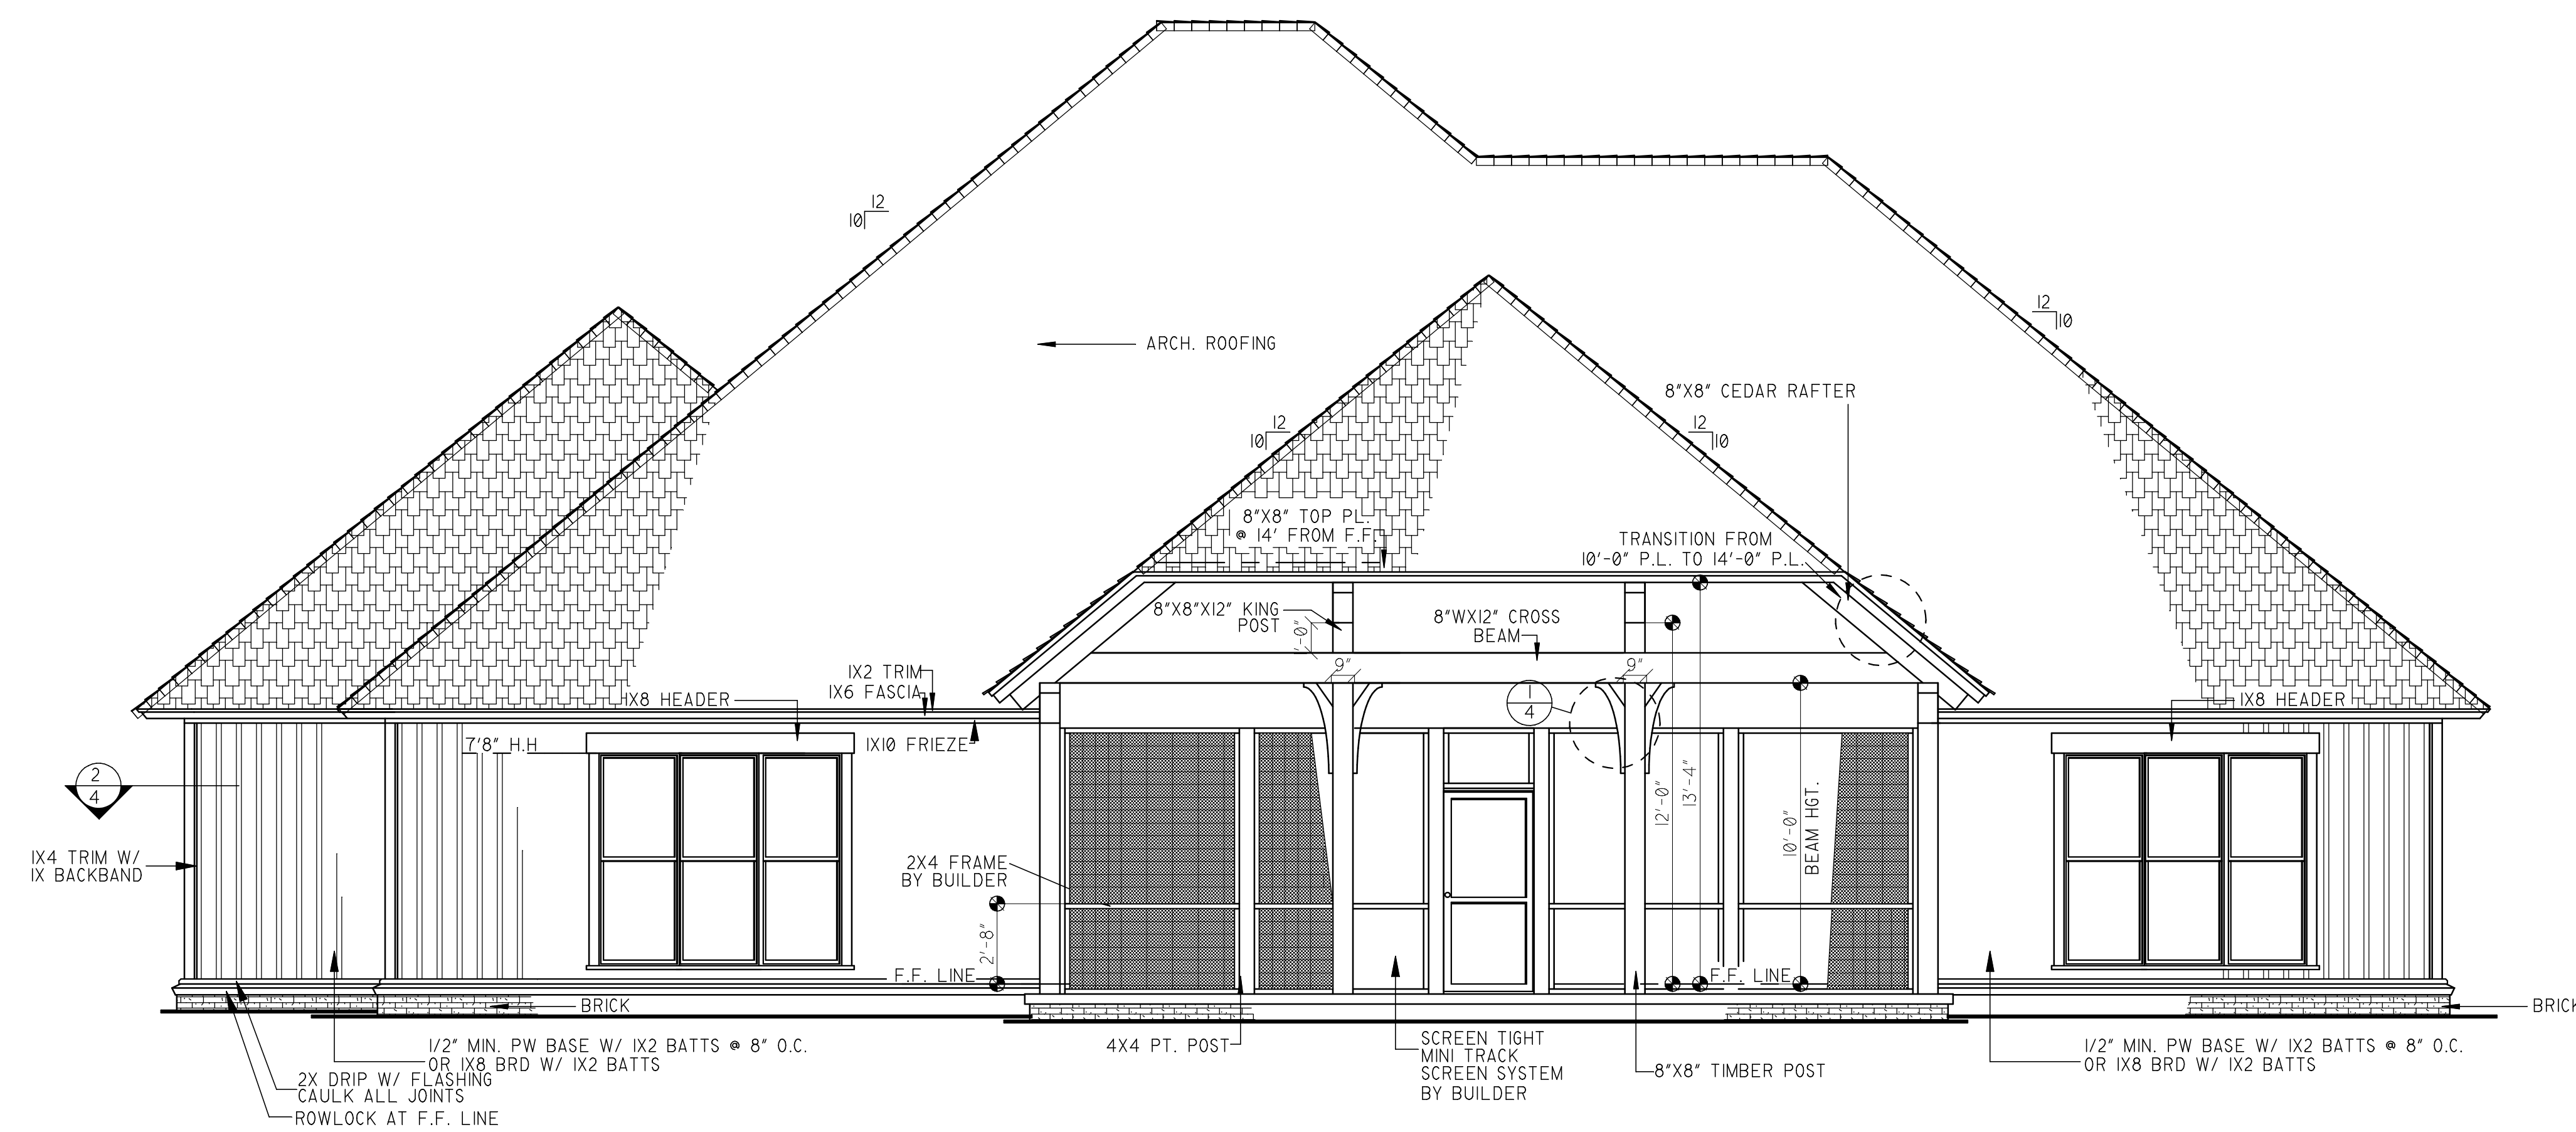 12
10
12
10
ARCH. ROOFING
8"X8" CEDAR RAFTER
12
10
12
10
8"X8" TOP PL.
@ 14' FROM F.F.
TRANSITION FROM
10'-0" P.L. TO 14'-0" P.L.
8"X8"X12" KING
POST
'-0"
8"WX12" CROSS
BEAM
9"
9"
1X2 TRIM
1X6 FASCIA
1X8 HEADER
1X8 HEADER
1
4
7'8" H.H
1X10 FRIEZE
2
4
12'-0"
13'-4"
10'-0"
BEAM HGT.
1X4 TRIM W/
1X BACKBAND
2X4 FRAME
BY BUILDER
2'-8"
F.F. LINE
F.F. LINE
BRICK
BRICK
1/2" MIN. PW BASE W/ 1X2 BATTS @ 8" O.C.
OR 1X8 BRD W/ 1X2 BATTS
2X DRIP W/ FLASHING
CAULK ALL JOINTS
ROWLOCK AT F.F. LINE
4X4 PT. POST
SCREEN TIGHT
MINI TRACK
SCREEN SYSTEM
BY BUILDER
8"X8" TIMBER POST
1/2" MIN. PW BASE W/ 1X2 BATTS @ 8" O.C.
OR 1X8 BRD W/ 1X2 BATTS